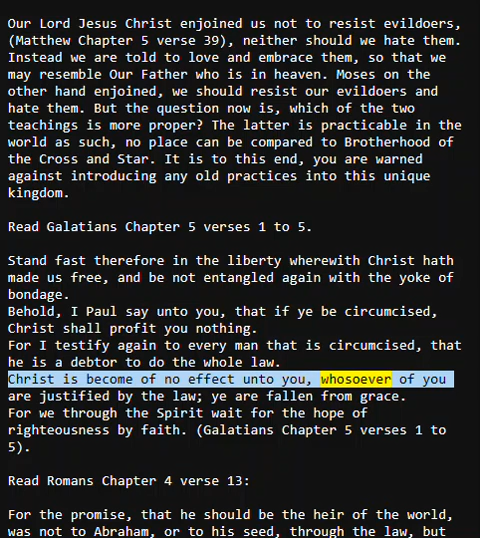 Our Lord Jesus Christ enjoined us not to resist evildoers,
(Matthew Chapter 5 verse 39), neither should we hate them.
Instead we are told to love and embrace them, so that we
may resemble Our Father who is in heaven. Moses on the
other hand enjoined, we should resist our evildoers and
hate them. But the question now is, which of the two
teachings is more proper? The latter is practicable in the
world as such, no place can be compared to Brotherhood of
the Cross and Star. It is to this end, you are warned
against introducing any old practices into this unique
kingdom.
Read Galatians Chapter 5 verses 1 to 5.
Stand fast therefore in the liberty wherewith Christ hath
made us free, and be not entangled again with the yoke of
bondage.
Behold, I Paul say unto you, that if ye be circumcised,
Christ shall profit you nothing.
For I testify again to every man that is circumcised, that
he is a debtor to do the whole law.
Christ is become of no effect unto you, whosoever of you
are justified by the law; ye are fallen from grace.
For we through the Spirit wait for the hope of
righteousness by faith. (Galatians Chapter 5 verses 1 to
5).
Read Romans Chapter 4 verse 13:
For the promise, that he should be the heir of the world,
was not to Abraham, or to his seed, through the law, but